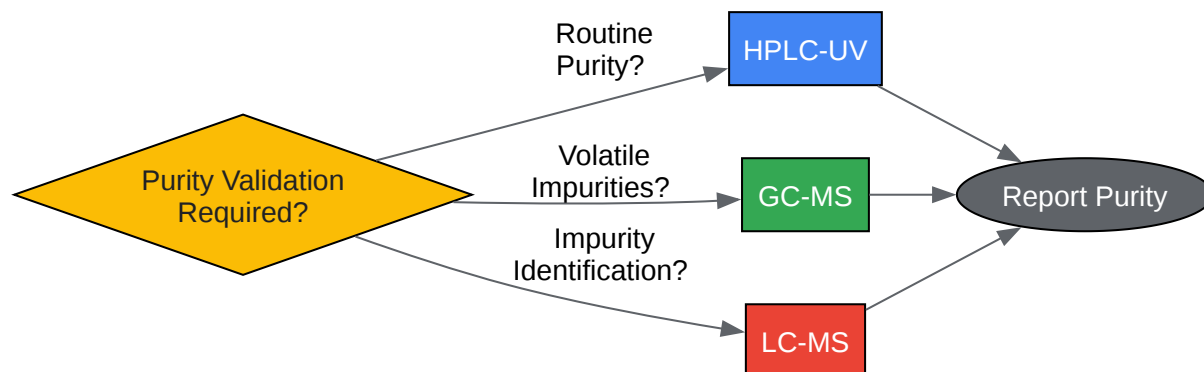 Purity Validation
Required?
Routine
Purity?
HPLC-UV
Volatile
Impurities?
GC-MS
Impurity
Identification?
LC-MS
Report Purity